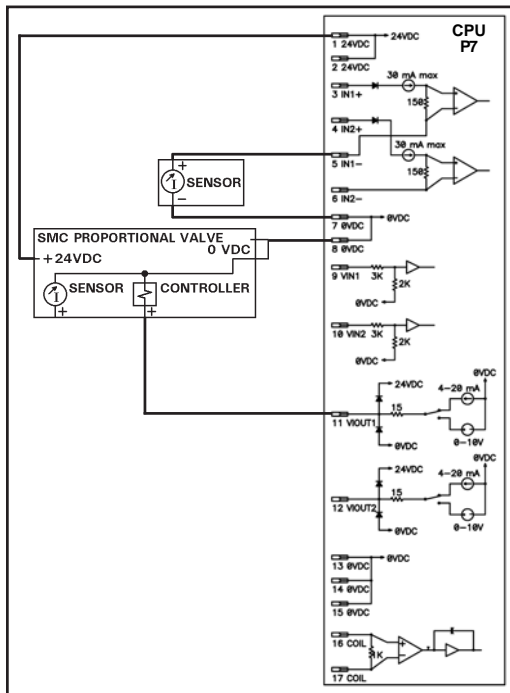 CPU
P7
1 24VDC
24VDC
2 24VDC
30 mA max
3 IN1+
150
4 IN2+
30 mA max
5 IN1-
150
6 IN2-
+
I
SENSOR
-
7 0VDC
0VDC
8 0VDC
SMC PROPORTIONAL VALVE
0 VDC
+24VDC
SENSOR
I
+
CONTROLLER
+
9 VIN1
3K
2K
0VDC
10 VIN2
3K
2K
0VDC
24VDC
4-20 mA
0VDC
15
11 VIOUT1
0VDC
0-10V
24VDC
4-20 mA
0VDC
15
12 VIOUT2
0VDC
0-10V
13 0VDC
0VDC
14 0VDC
15 0VDC
16 COIL
1K
+
-
17 COIL